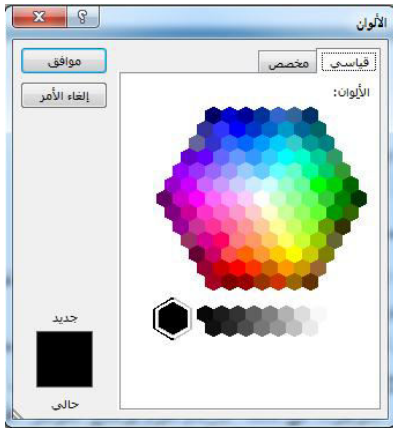 الألوان
قياسي
مخصص
موافق
إلغاء الأمر
الألوان:
جديد
حالي